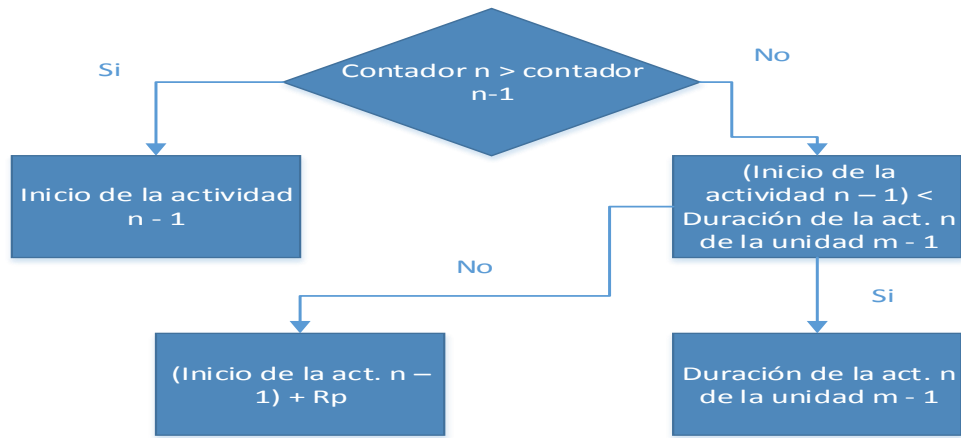 Si
Contador n > contador
n-1
No
Inicio de la actividad
n - 1
(Inicio de la
actividad n – 1) <
Duración de la act. n
de la unidad m - 1
No
Si
(Inicio de la act. n –
1) + Rp
Duración de la act. n
de la unidad m - 1